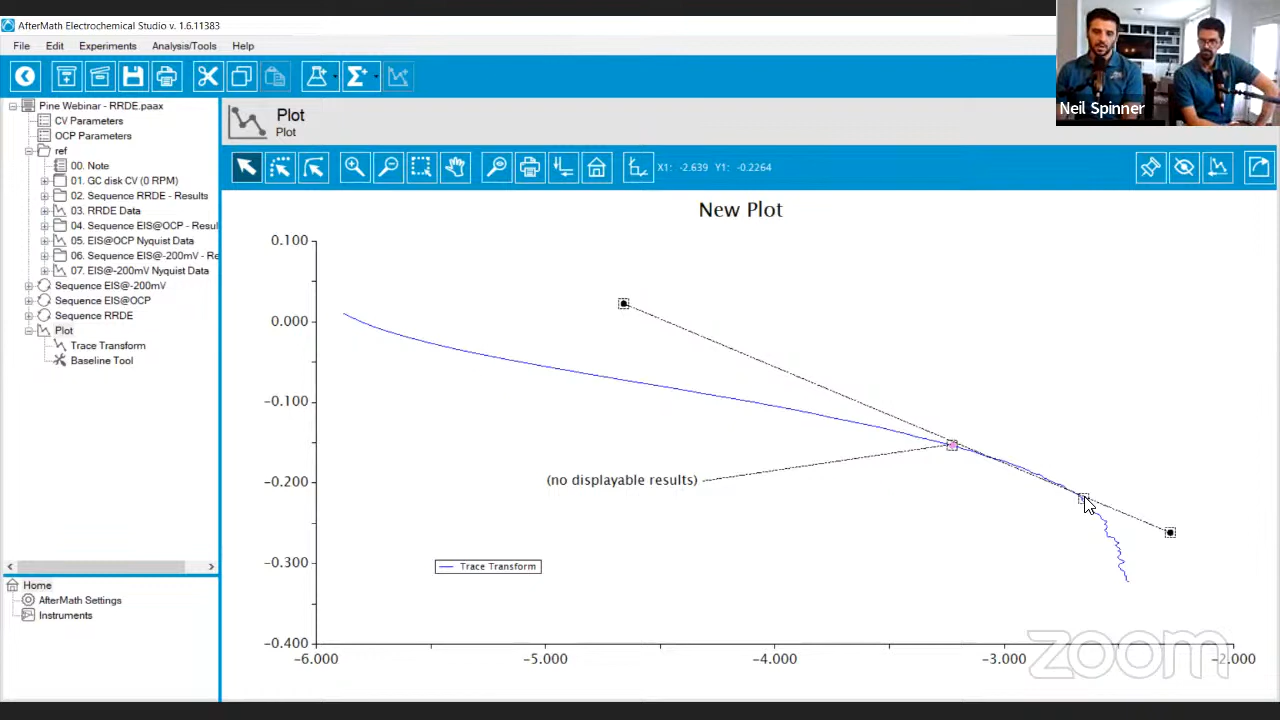 AfterMath Electrochemical Studio v. 1.6.11383
File Edit Experiments Analysis/Tools Help
Neil Spinner
Pine Webinar - RRDE.paax
CV Parameters
OCP Parameters
ref
00. Note
01. GC disk CV (0 RPM)
02. Sequence RRDE - Results
03. RRDE Data
04. Sequence EIS@OCP - Resul
05. EIS@OCP Nyquist Data
06. Sequence EIS@-200mV - Re
07. EIS@-200mV Nyquist Data
Sequence EIS@-200mV
Sequence EIS@OCP
Sequence RRDE
Plot
Trace Transform
Baseline Tool
Home
AfterMath Settings
Instruments
Plot
Plot
X1: -2.639 Y1: -0.2264
New Plot
0.100
0.000
-0.100
-0.200
-0.300
-0.400
(no displayable results)
Trace Transform
-6.000 -5.000 -4.000 -3.000 -2.000
zoom